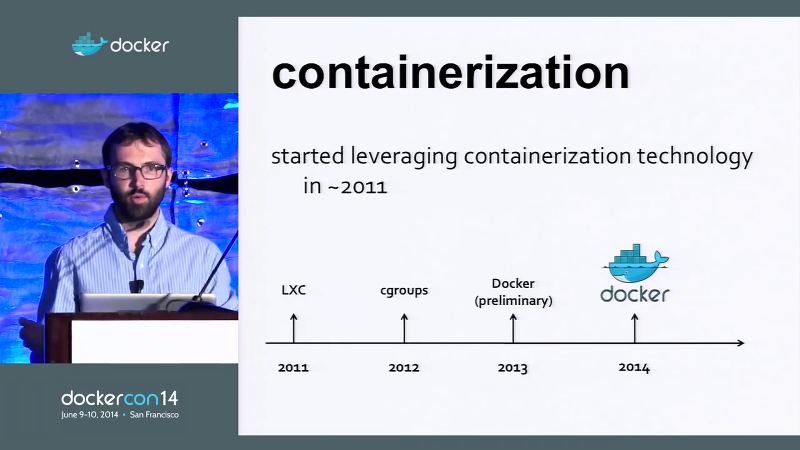 docker
containerization
started leveraging containerization technology
in ~2011
LXC
cgroups
Docker
(preliminary)
docker
2011
2012
2013
2014
dockercon14
June 9-10, 2014 • San Francisco